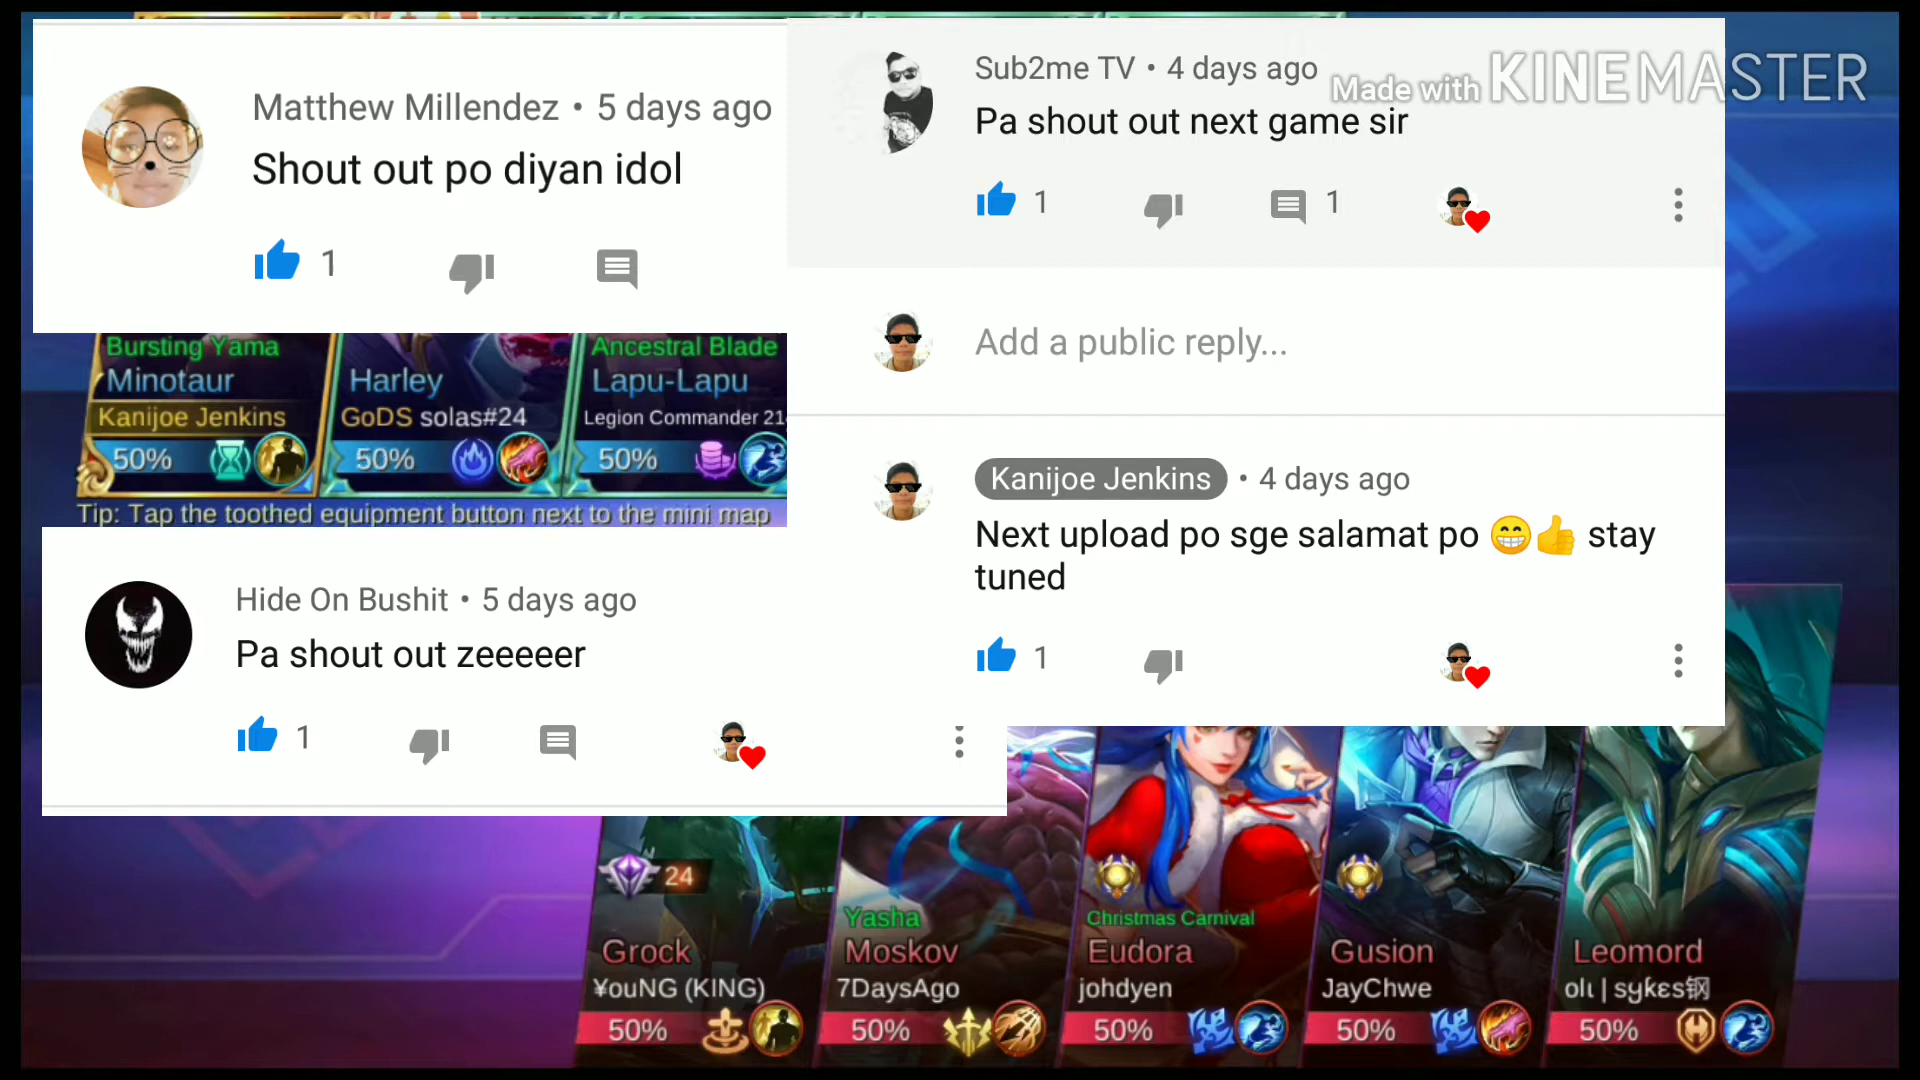 Matthew Millendez • 5 days ago
Shout out po diyan idol
1
Sub2me TV • 4 days ago
Made with KINEMASTER
Pa shout out next game sir
1
1
Add a public reply...
Kanijoe Jenkins • 4 days ago
Next upload po sge salamat po 😁👍 stay
tuned
1
Bursting Yama
Minotaur
Kanijoe Jenkins
50%
Harley
GoDS solas#24
50%
Ancestral Blade
Lapu-Lapu
Legion Commander 21
50%
Tip: Tap the toothed equipment button next to the mini map
Hide On Bushit • 5 days ago
Pa shout out zeeeeer
1
24
Grock
¥ouNG (KING)
50%
Yasha
Moskov
7DaysAgo
50%
Christmas Carnival
Eudora
johdyen
50%
Gusion
JayChwe
50%
Leomord
50%